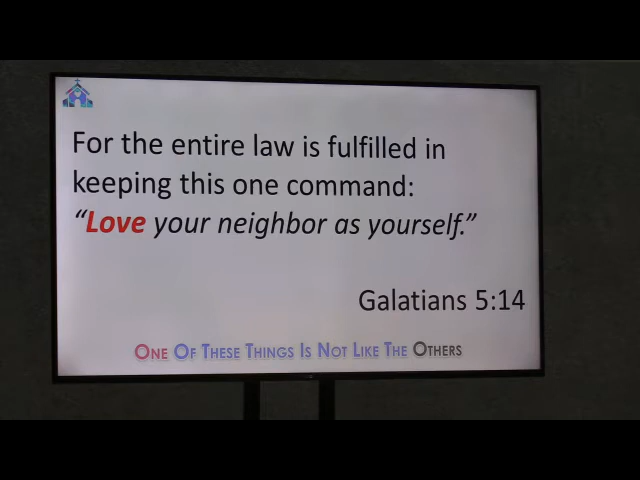 For the entire law is fulfilled in
keeping this one command:
“Love your neighbor as yourself.”
Galatians 5:14
ONE OF THESE THINGS IS NOT LIKE THE OTHERS